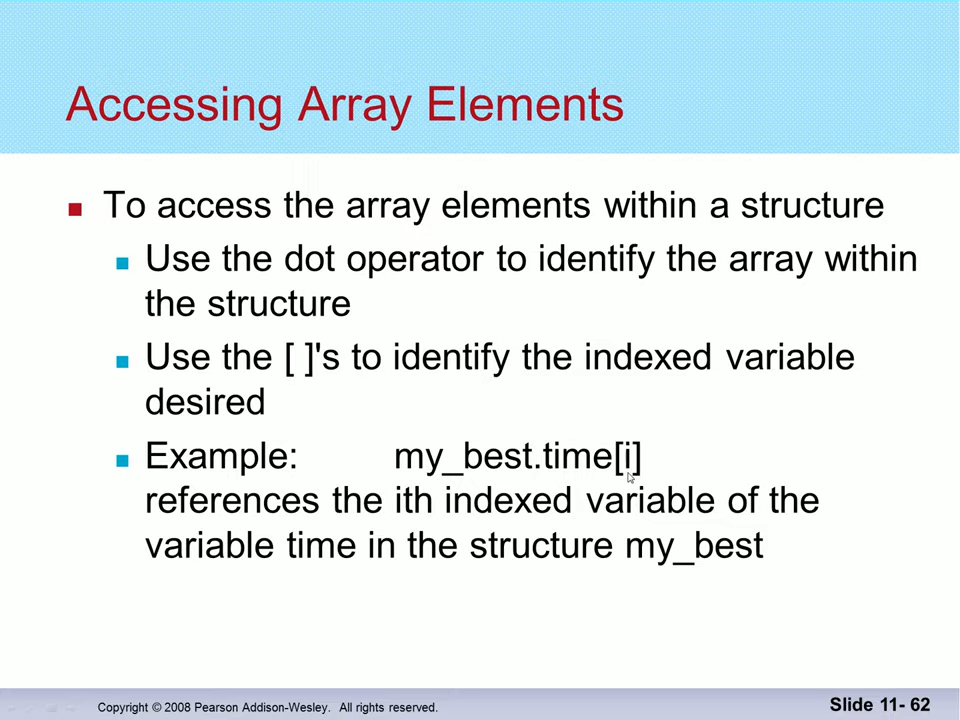 Accessing Array Elements
To access the array elements within a structure
Use the dot operator to identify the array within
the structure
Use the [ ]'s to identify the indexed variable
desired
Example: my_best.time[i]
references the ith indexed variable of the
variable time in the structure my_best
Copyright © 2008 Pearson Addison-Wesley. All rights reserved.
Slide 11- 62